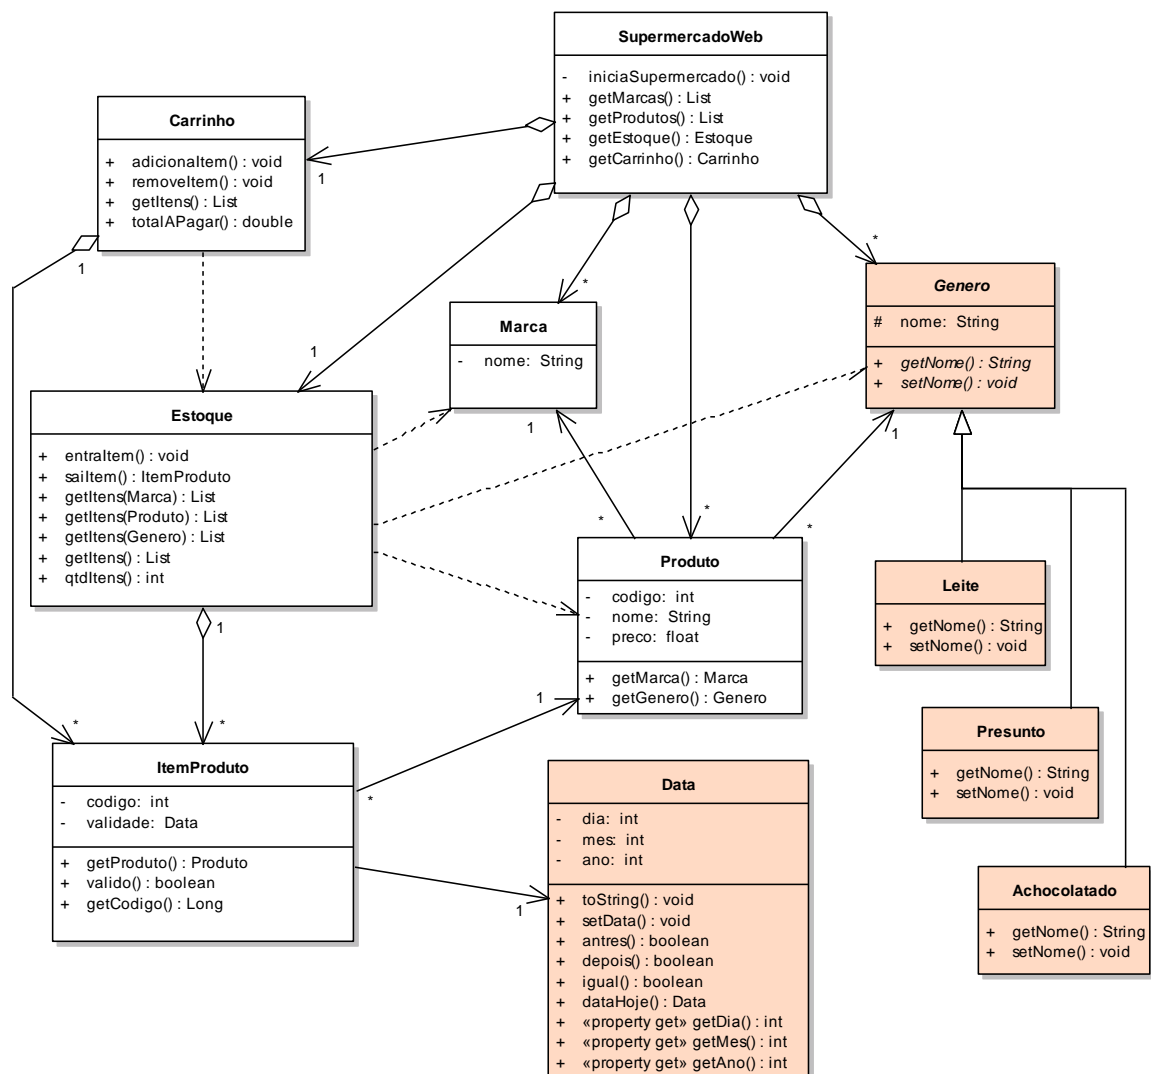 SupermercadoWeb
- iniciaSupermercado() : void
+ getMarcas() : List
+ getProdutos() : List
+ getEstoque() : Estoque
+ getCarrinho() : Carrinho
Carrinho
+ adicionaItem() : void
+ removeItem() : void
+ getItens() : List
+ totalAPagar() : double
1
1
*
*
*
1
Genero
# nome: String
+ getNome() : String
+ setNome() : void
Marca
- nome: String
Estoque
+ entraItem() : void
+ saiItem() : ItemProduto
+ getItens(Marca) : List
+ getItens(Produto) : List
+ getItens(Genero) : List
+ getItens() : List
+ qtdItens() : int
1
1
*
*
1
Produto
- codigo: int
- nome: String
- preco: float
+ getMarca() : Marca
+ getGenero() : Genero
Leite
+ getNome() : String
+ setNome() : void
1
*
*
1
*
Presunto
+ getNome() : String
+ setNome() : void
ItemProduto
- codigo: int
- validade: Data
+ getProduto() : Produto
+ valido() : boolean
+ getCodigo() : Long
1
Data
- dia: int
- mes: int
- ano: int
+ toString() : void
+ setData() : void
+ antres() : boolean
+ depois() : boolean
+ igual() : boolean
+ dataHoje() : Data
+ «property get» getDia() : int
+ «property get» getMes() : int
+ «property get» getAno() : int
Achocolatado
+ getNome() : String
+ setNome() : void